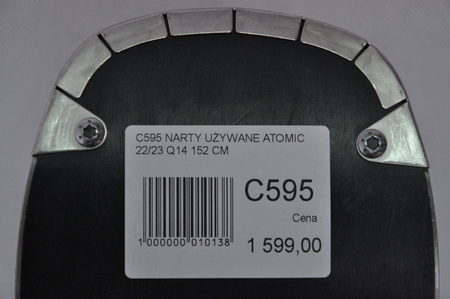 C595 NARTY UŻYWANE ATOMIC
22/23 Q14 152 CM
C595
Cena
1 000000 010138
1 599,00